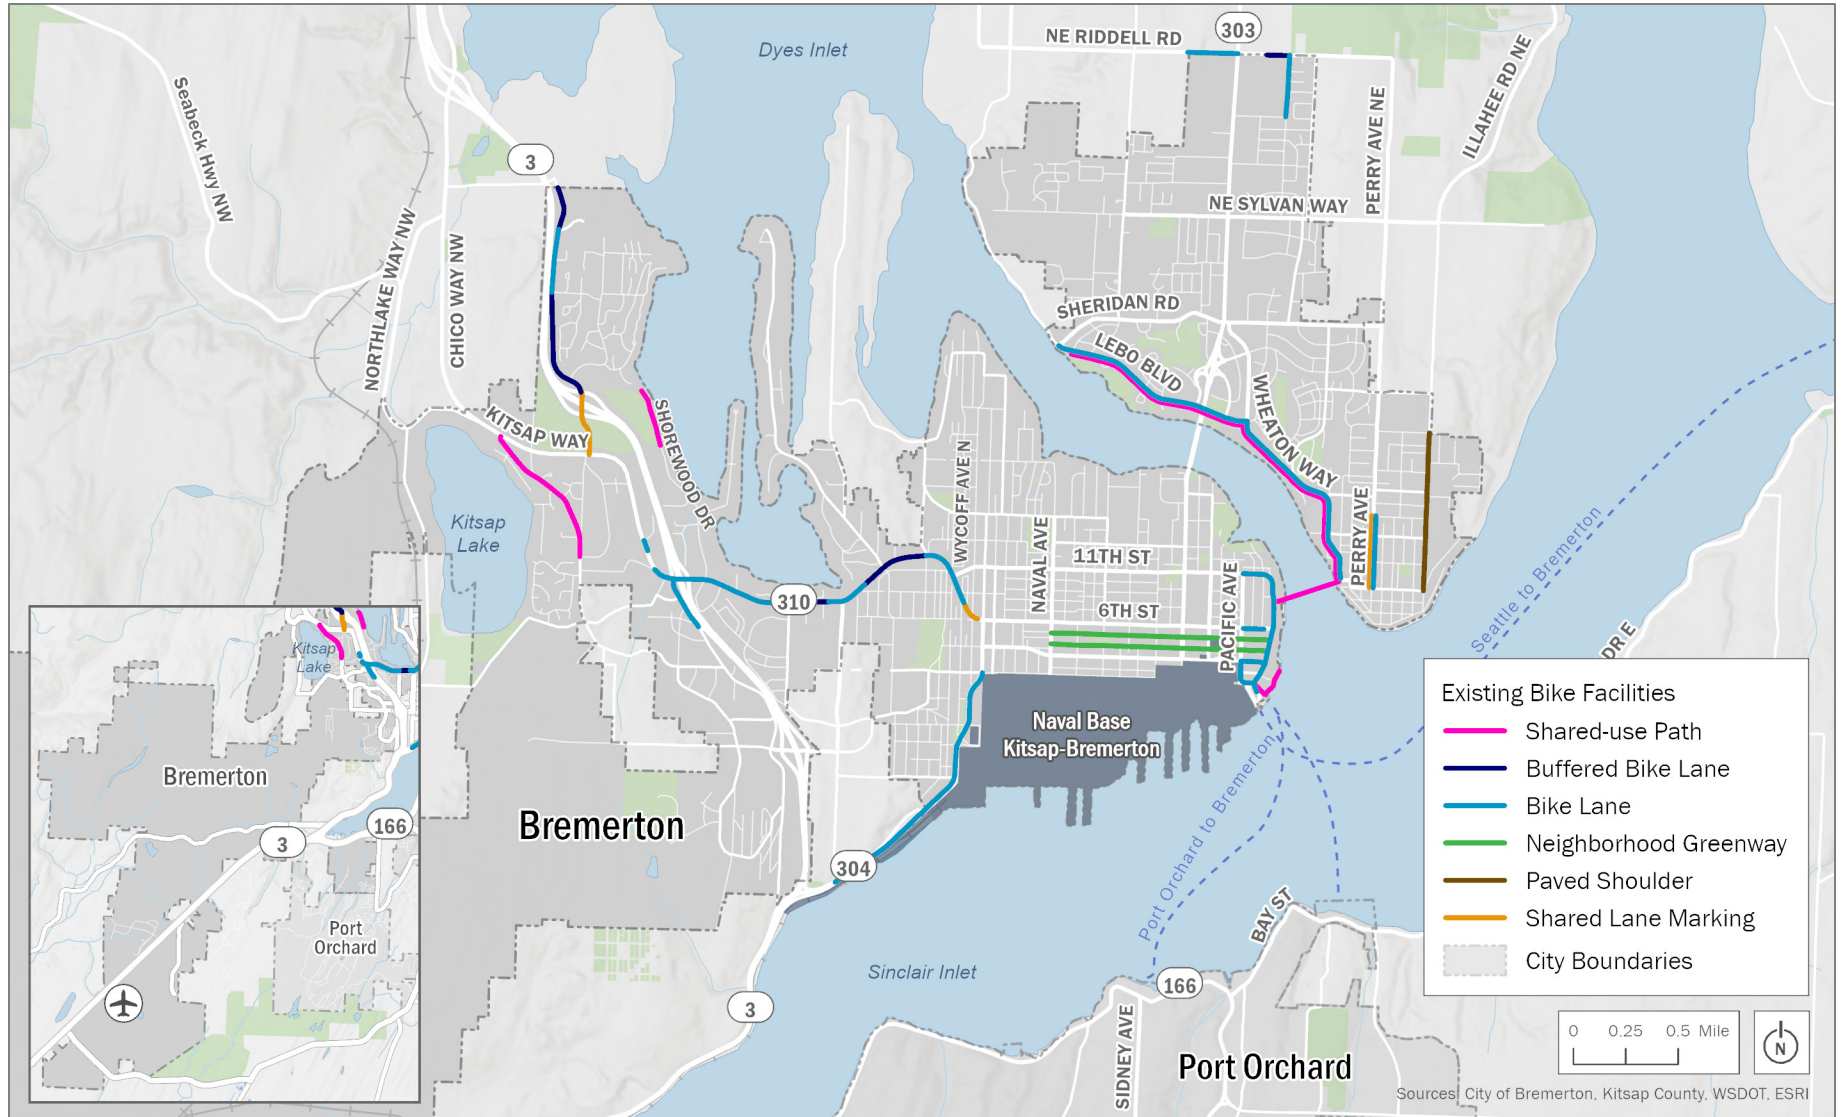 Dyes Inlet
NE RIDDELL RD
303
Seabeck Hwy NW
3
PERRY AVE NE
ILLAHEE RD NE
NE SYLVAN WAY
NORTHLAKE WAY NW
CHICO WAY NW
SHERIDAN RD
LEBO BLVD
WHEATON WAY
KITSAP WAY
SHOREWOOD DR
WYCOFF AVE N
Kitsap
Lake
NAVAL AVE
11TH ST
PERRY AVE
310
6TH ST
PACIFIC AVE
Seattle to Bremerton
DR E
Naval Base
Kitsap-Bremerton
Port Orchard to Bremerton
Bremerton
304
Sinclair Inlet
3
BAY ST
166
SIDNEY AVE
Port Orchard
Kitsap
Lake
Bremerton
166
3
Port
Orchard
Existing Bike Facilities
Shared-use Path
Buffered Bike Lane
Bike Lane
Neighborhood Greenway
Paved Shoulder
Shared Lane Marking
City Boundaries
0 0.25 0.5 Mile
N
Sources: City of Bremerton, Kitsap County, WSDOT, ESRI